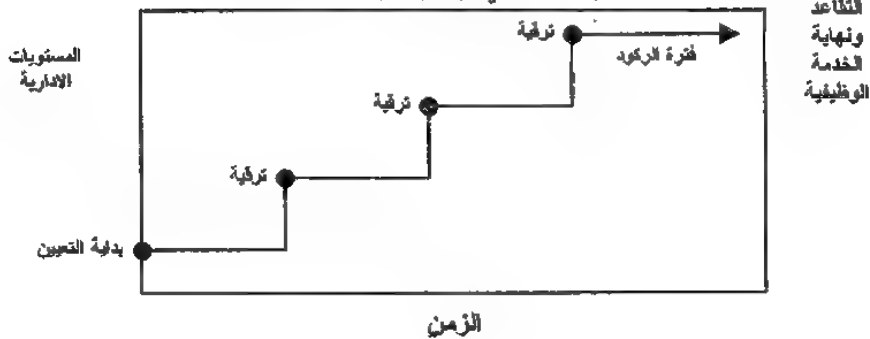 التقاعد
ونهاية
الخدمة
الوظيفية
المستويات
الادارية
ترقية
فترة الركود
ترقية
ترقية
بداية التعيين
الزمن